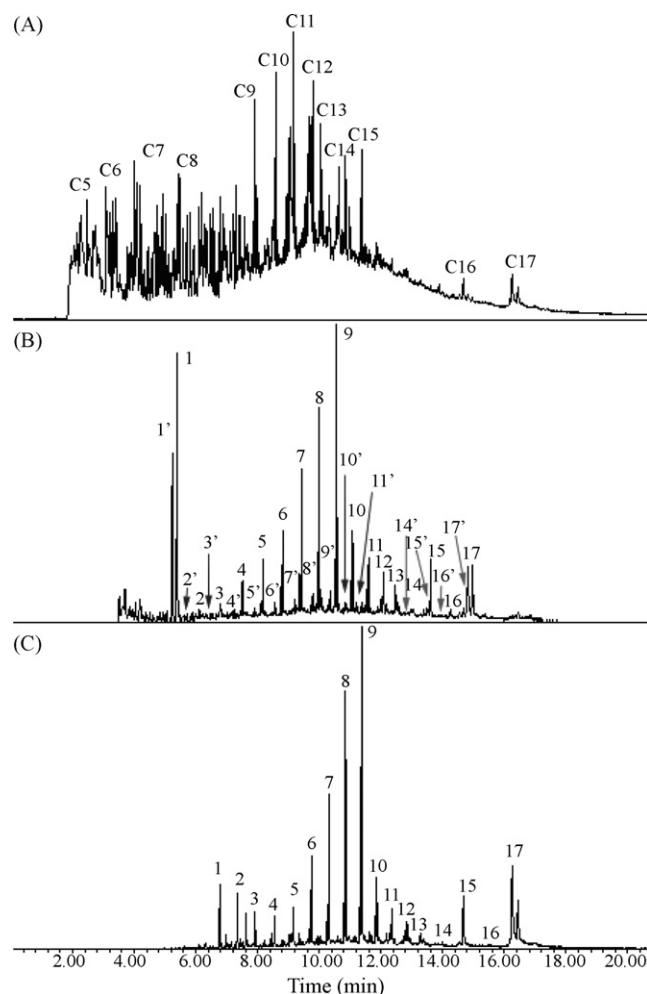 (A)
C11
C10
C12
C9
C13
C7
C15
C6
C8
C14
C5
C16
C17
(B)
9
1
8
1’
10’
7
11’
3’
6
10
14’
17’
5
9’
11
15’
15
17
4
12
16’
2’
7’
8’
13
14
5’
6’
2
3
4’
16
(C)
9
8
7
6
1
17
2
10
5
15
3
4
11
12
13
14
16
2.00 4.00 6.00 8.00 10.00 12.00 14.00 16.00 18.00 20.00
Time (min)